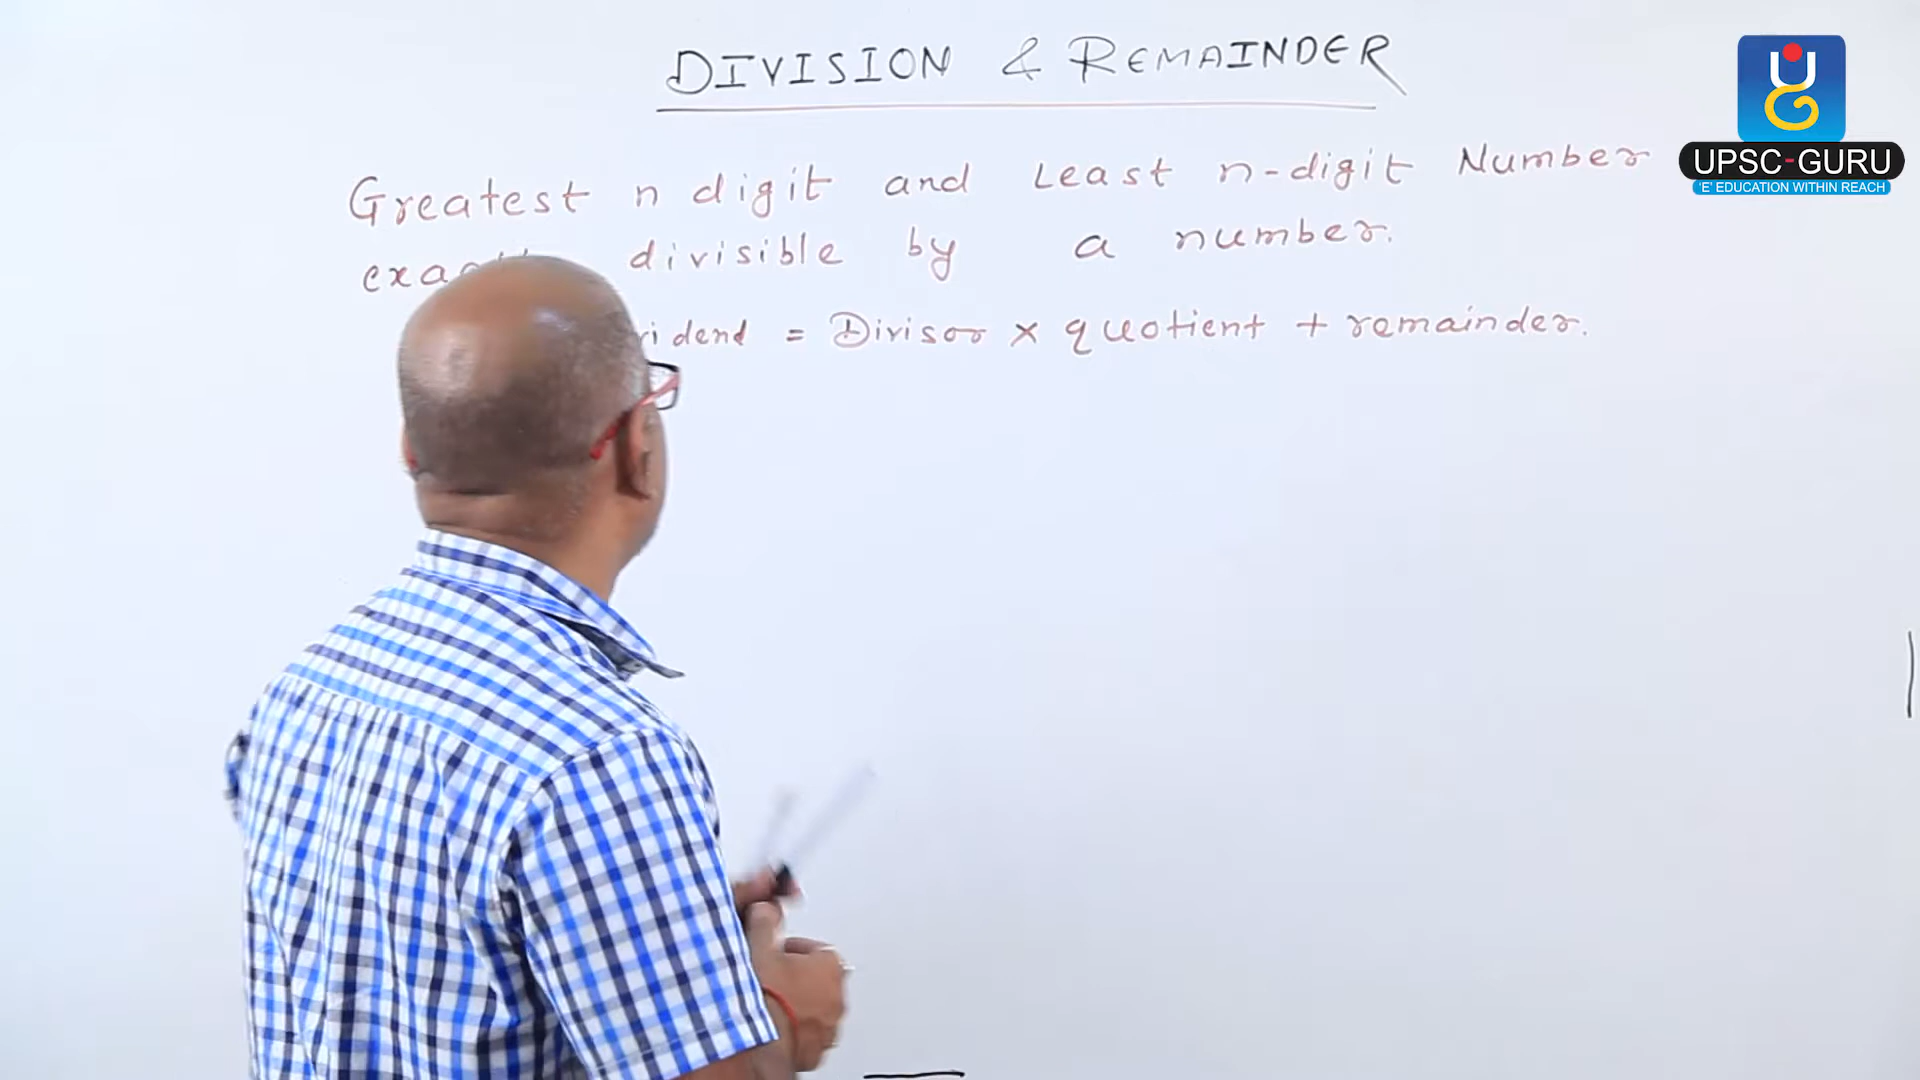 DIVISION & REMAINDER
Greatest n digit and Least n-digit Number
divisible by a number.
= Divisor × quotient + remainder.
UPSC-GURU
'E' EDUCATION WITHIN REACH